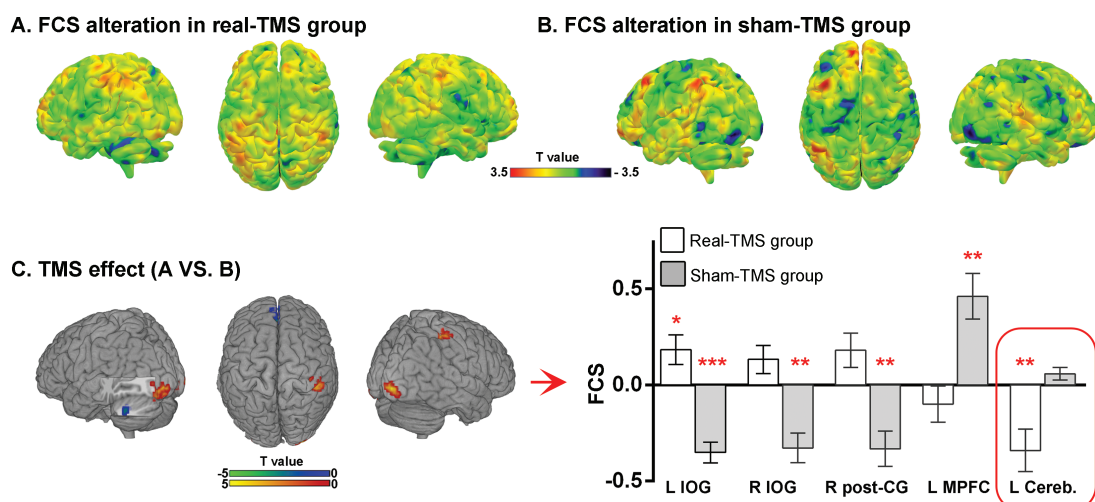 A. FCS alteration in real-TMS group
B. FCS alteration in sham-TMS group
T value
3.5 - 3.5
C. TMS effect (A VS. B)
T value
-5 0
5 0
Real-TMS group
Sham-TMS group
FCS
0.5
0.0
-0.5
* *** ** ** ** **
L IOG R IOG R post-CG L MPFC L Cereb.